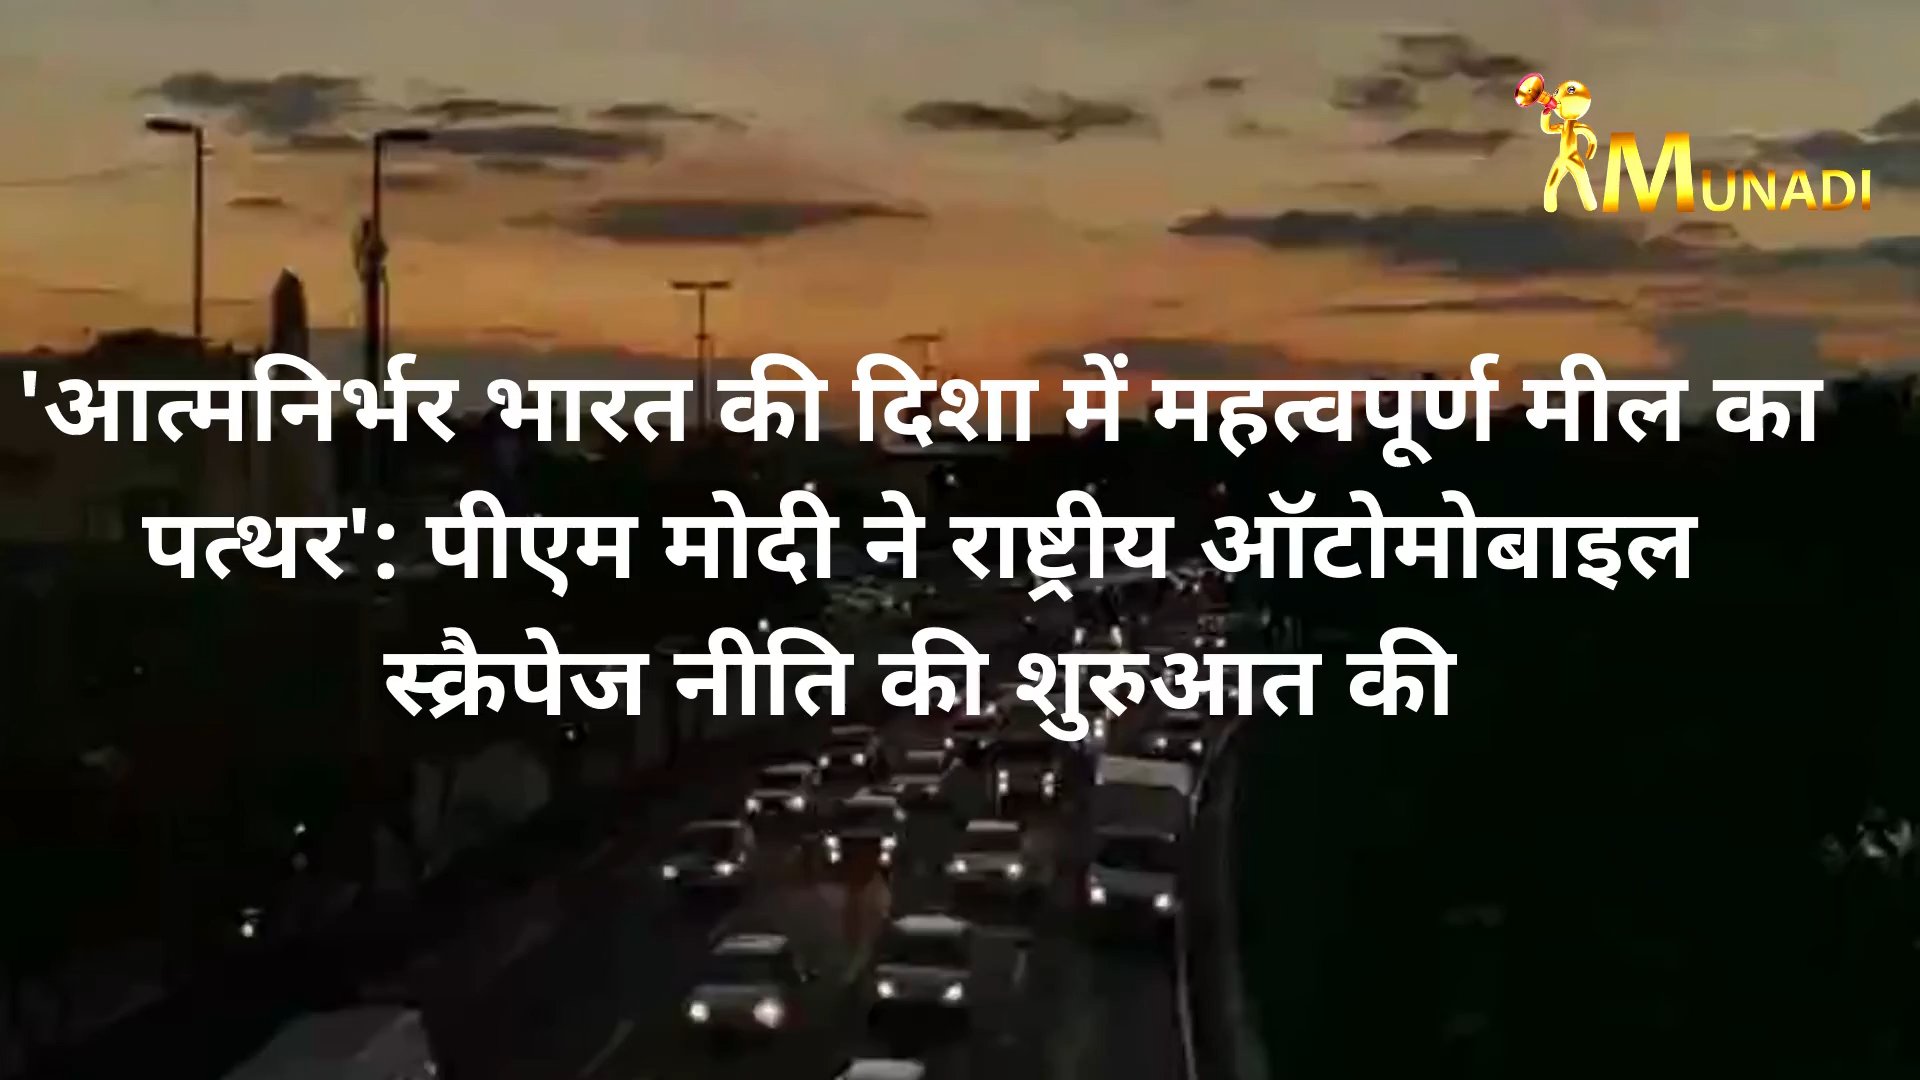 MUNADI
'आत्मनिर्भर भारत की दिशा में महत्वपूर्ण मील का
पत्थर': पीएम मोदी ने राष्ट्रीय ऑटोमोबाइल
स्क्रैपेज नीति की शुरुआत की